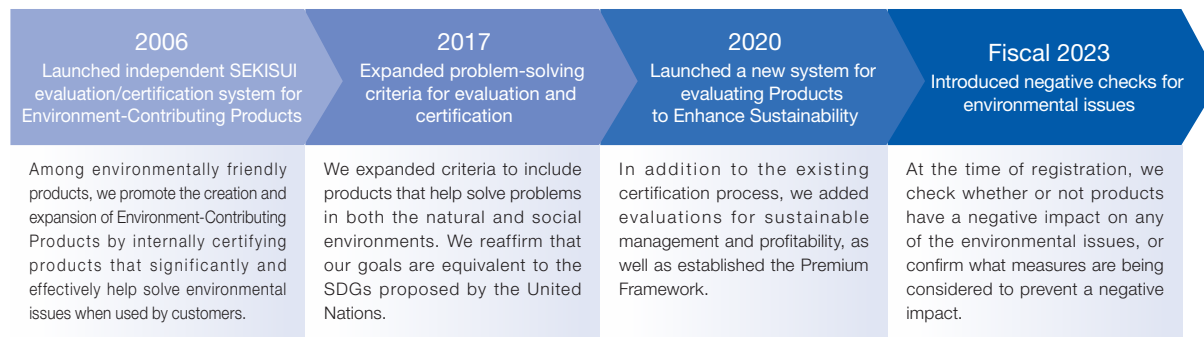 2006
Launched independent SEKISUI
evaluation/certification system for
Environment-Contributing Products
Among environmentally friendly
products, we promote the creation and
expansion of Environment-Contributing
Products by internally certifying
products that significantly and
effectively help solve environmental
issues when used by customers.
2017
Expanded problem-solving
criteria for evaluation and
certification
We expanded criteria to include
products that help solve problems
in both the natural and social
environments. We reaffirm that
our goals are equivalent to the
SDGs proposed by the United
Nations.
2020
Launched a new system for
evaluating Products
to Enhance Sustainability
In addition to the existing
certification process, we added
evaluations for sustainable
management and profitability, as
well as established the Premium
Framework.
Fiscal 2023
Introduced negative checks for
environmental issues
At the time of registration, we
check whether or not products
have a negative impact on any
of the environmental issues, or
confirm what measures are being
considered to prevent a negative
impact.